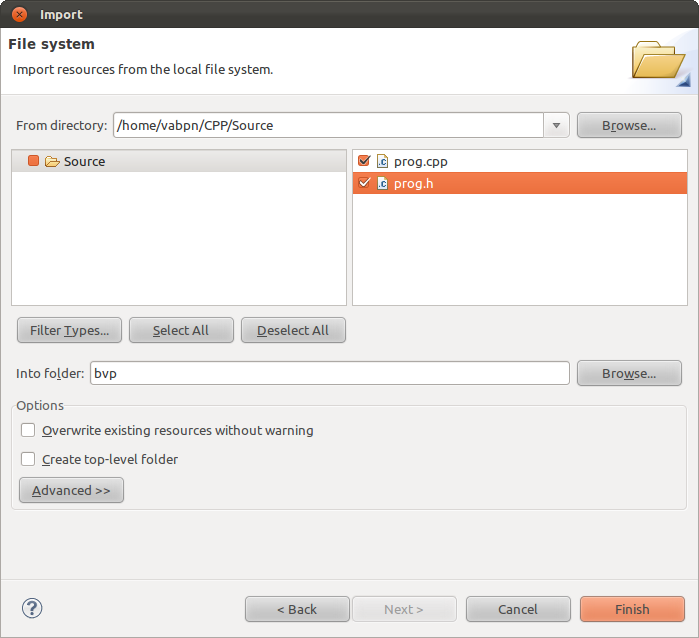 Import
File system
Import resources from the local file system.
From directory: /home/vabpn/CPP/Source Browse...
Source
.c prog.cpp
.c prog.h
Filter Types... Select All Deselect All
Into folder: bvp Browse...
Options
Overwrite existing resources without warning
Create top-level folder
Advanced >>
? < Back Next > Cancel Finish